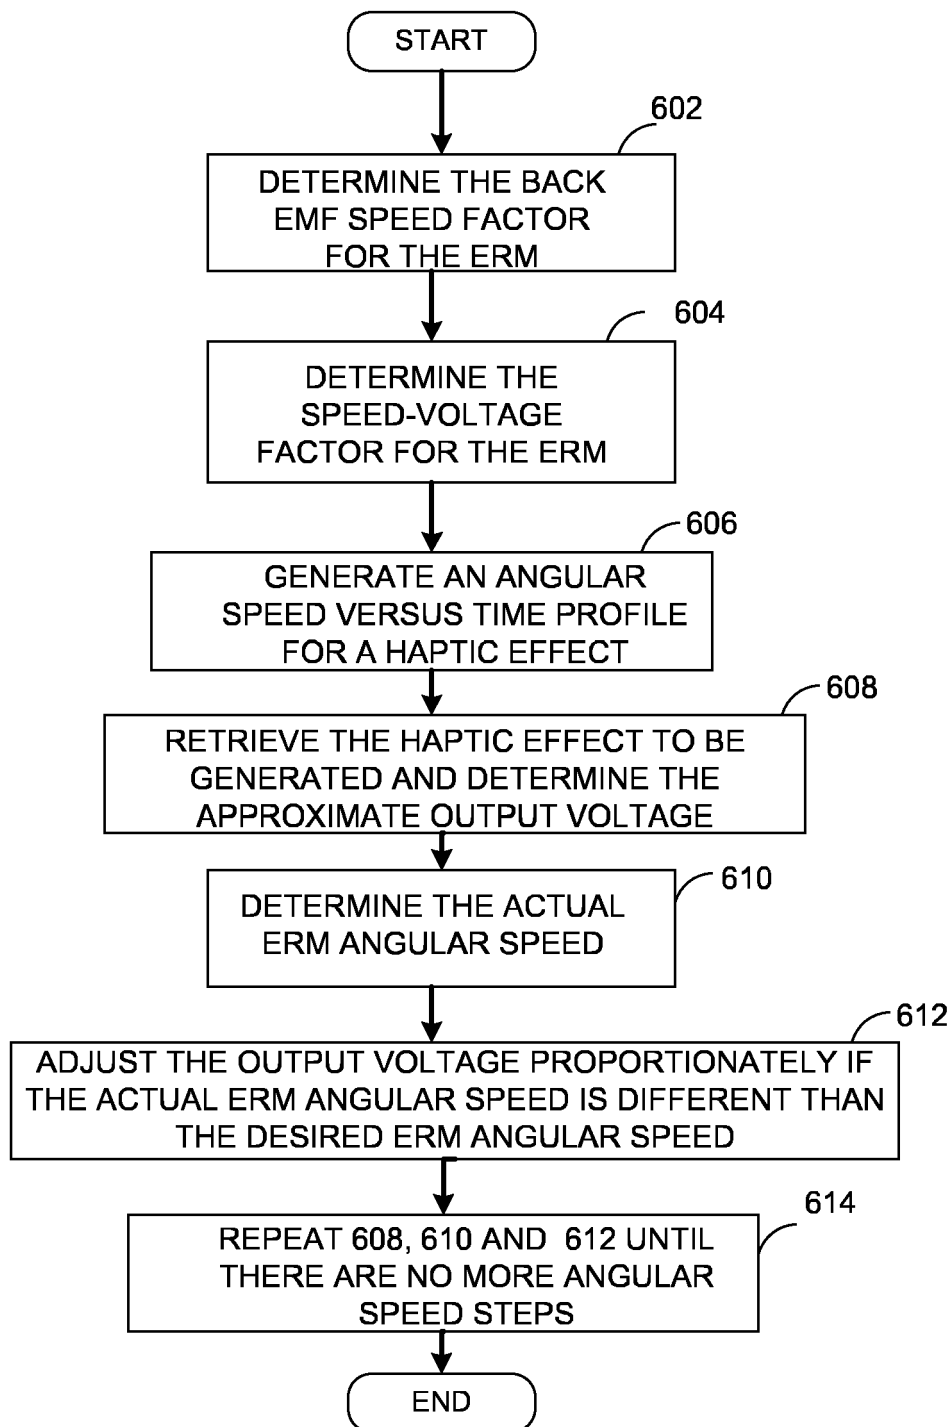 START
602
DETERMINE THE BACK
EMF SPEED FACTOR
FOR THE ERM
604
DETERMINE THE
SPEED-VOLTAGE
FACTOR FOR THE ERM
606
GENERATE AN ANGULAR
SPEED VERSUS TIME PROFILE
FOR A HAPTIC EFFECT
608
RETRIEVE THE HAPTIC EFFECT TO BE
GENERATED AND DETERMINE THE
APPROXIMATE OUTPUT VOLTAGE
610
DETERMINE THE ACTUAL
ERM ANGULAR SPEED
612
ADJUST THE OUTPUT VOLTAGE PROPORTIONATELY IF
THE ACTUAL ERM ANGULAR SPEED IS DIFFERENT THAN
THE DESIRED ERM ANGULAR SPEED
614
REPEAT 608, 610 AND 612 UNTIL
THERE ARE NO MORE ANGULAR
SPEED STEPS
END